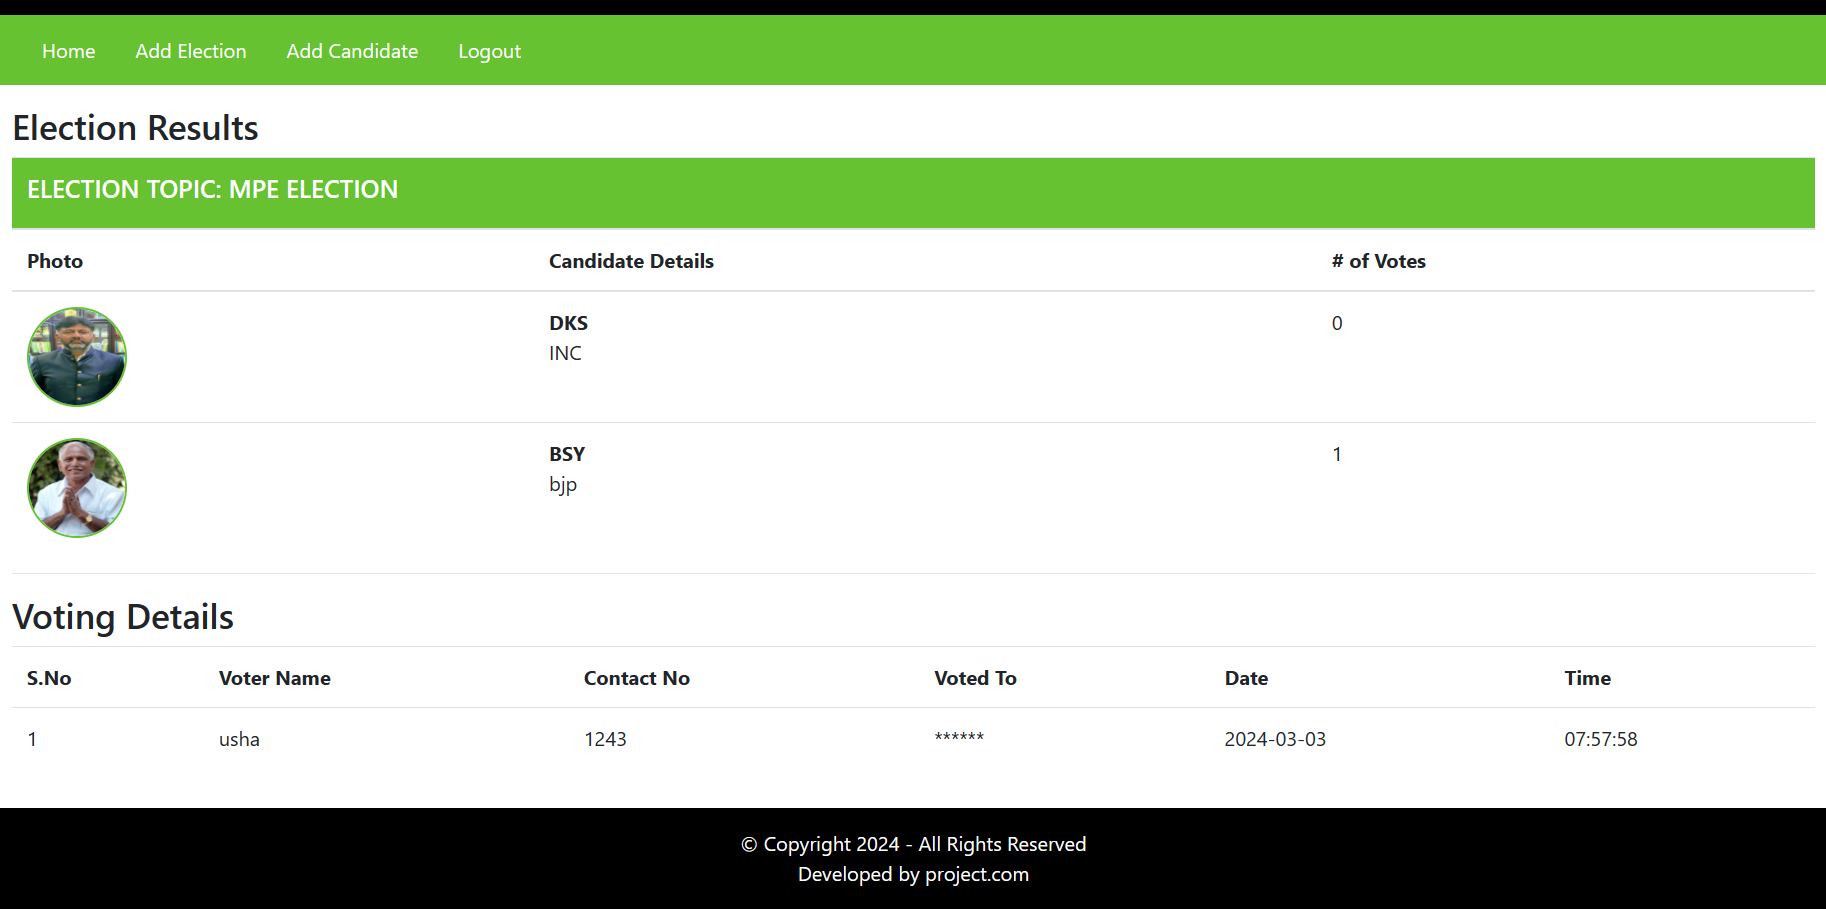 Home Add Election Add Candidate Logout
Election Results
ELECTION TOPIC: MPE ELECTION
Photo Candidate Details # of Votes
DKS 0
INC
BSY 1
bjp
Voting Details
S.No Voter Name Contact No Voted To Date Time
1 usha 1243 ****** 2024-03-03 07:57:58
© Copyright 2024 - All Rights Reserved
Developed by project.com